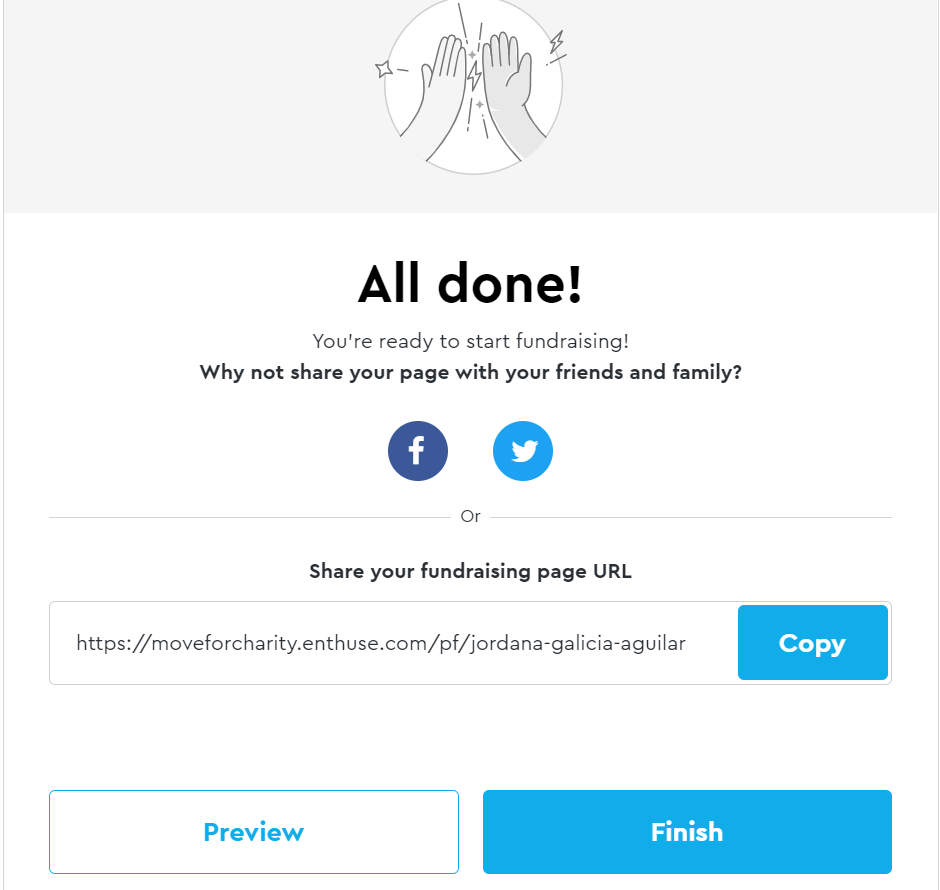 All done!
You're ready to start fundraising!
Why not share your page with your friends and family?
Or
Share your fundraising page URL
https://moveforcharity.enthuse.com/pf/jordana-galicia-aguilar
Copy
Preview
Finish